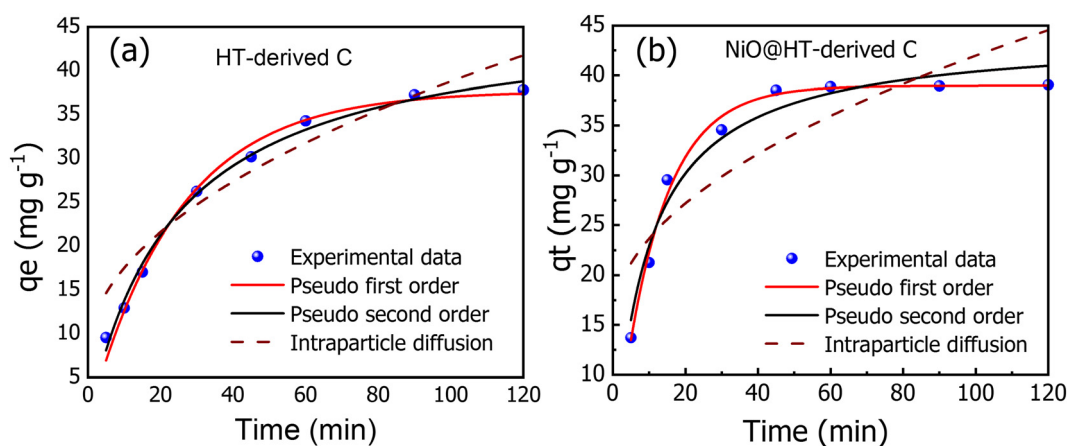 (a)
HT-derived C
qe (mg g⁻¹)
45
40
35
30
25
20
15
10
5
Experimental data
Pseudo first order
Pseudo second order
Intraparticle diffusion
0 20 40 60 80 100 120
Time (min)
(b)
NiO@HT-derived C
qt (mg g⁻¹)
45
40
35
30
25
20
15
10
Experimental data
Pseudo first order
Pseudo second order
Intraparticle diffusion
0 20 40 60 80 100 120
Time (min)